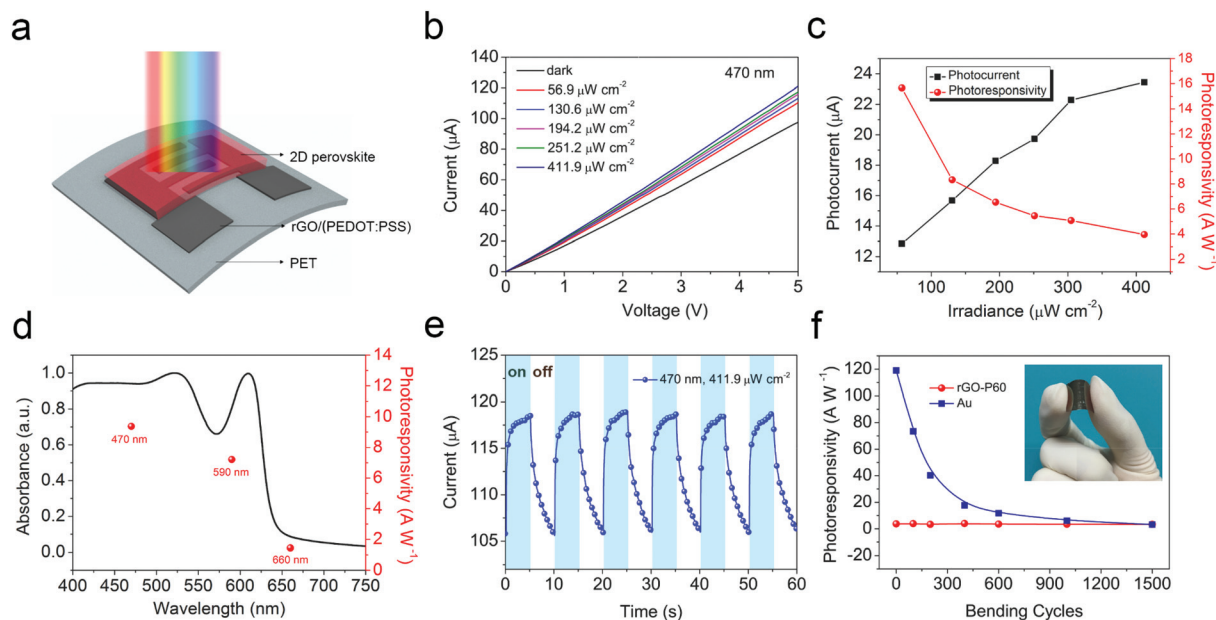 a
2D perovskite
rGO/(PEDOT:PSS)
PET
b
140
120
100
80
60
40
20
0
Current (μA)
dark
56.9 μW cm⁻²
130.6 μW cm⁻²
194.2 μW cm⁻²
251.2 μW cm⁻²
411.9 μW cm⁻²
470 nm
0 1 2 3 4 5
Voltage (V)
c
24
22
20
18
16
14
12
Photocurrent (μA)
Photocurrent
Photoresponsivity
18
16
14
12
10
8
6
4
2
Photoresponsivity (A W⁻¹)
100 200 300 400
Irradiance (μW cm⁻²)
d
1.0
0.8
0.6
0.4
0.2
0.0
Absorbance (a.u.)
470 nm
590 nm
660 nm
14
12
10
8
6
4
2
0
Photoresponsivity (A W⁻¹)
400 450 500 550 600 650 700 750
Wavelength (nm)
e
125
120
115
110
105
100
Current (μA)
on off
470 nm, 411.9 μW cm⁻²
0 10 20 30 40 50 60
Time (s)
f
120
100
80
60
40
20
0
-20
Photoresponsivity (A W⁻¹)
rGO-P60
Au
0 300 600 900 1200 1500
Bending Cycles